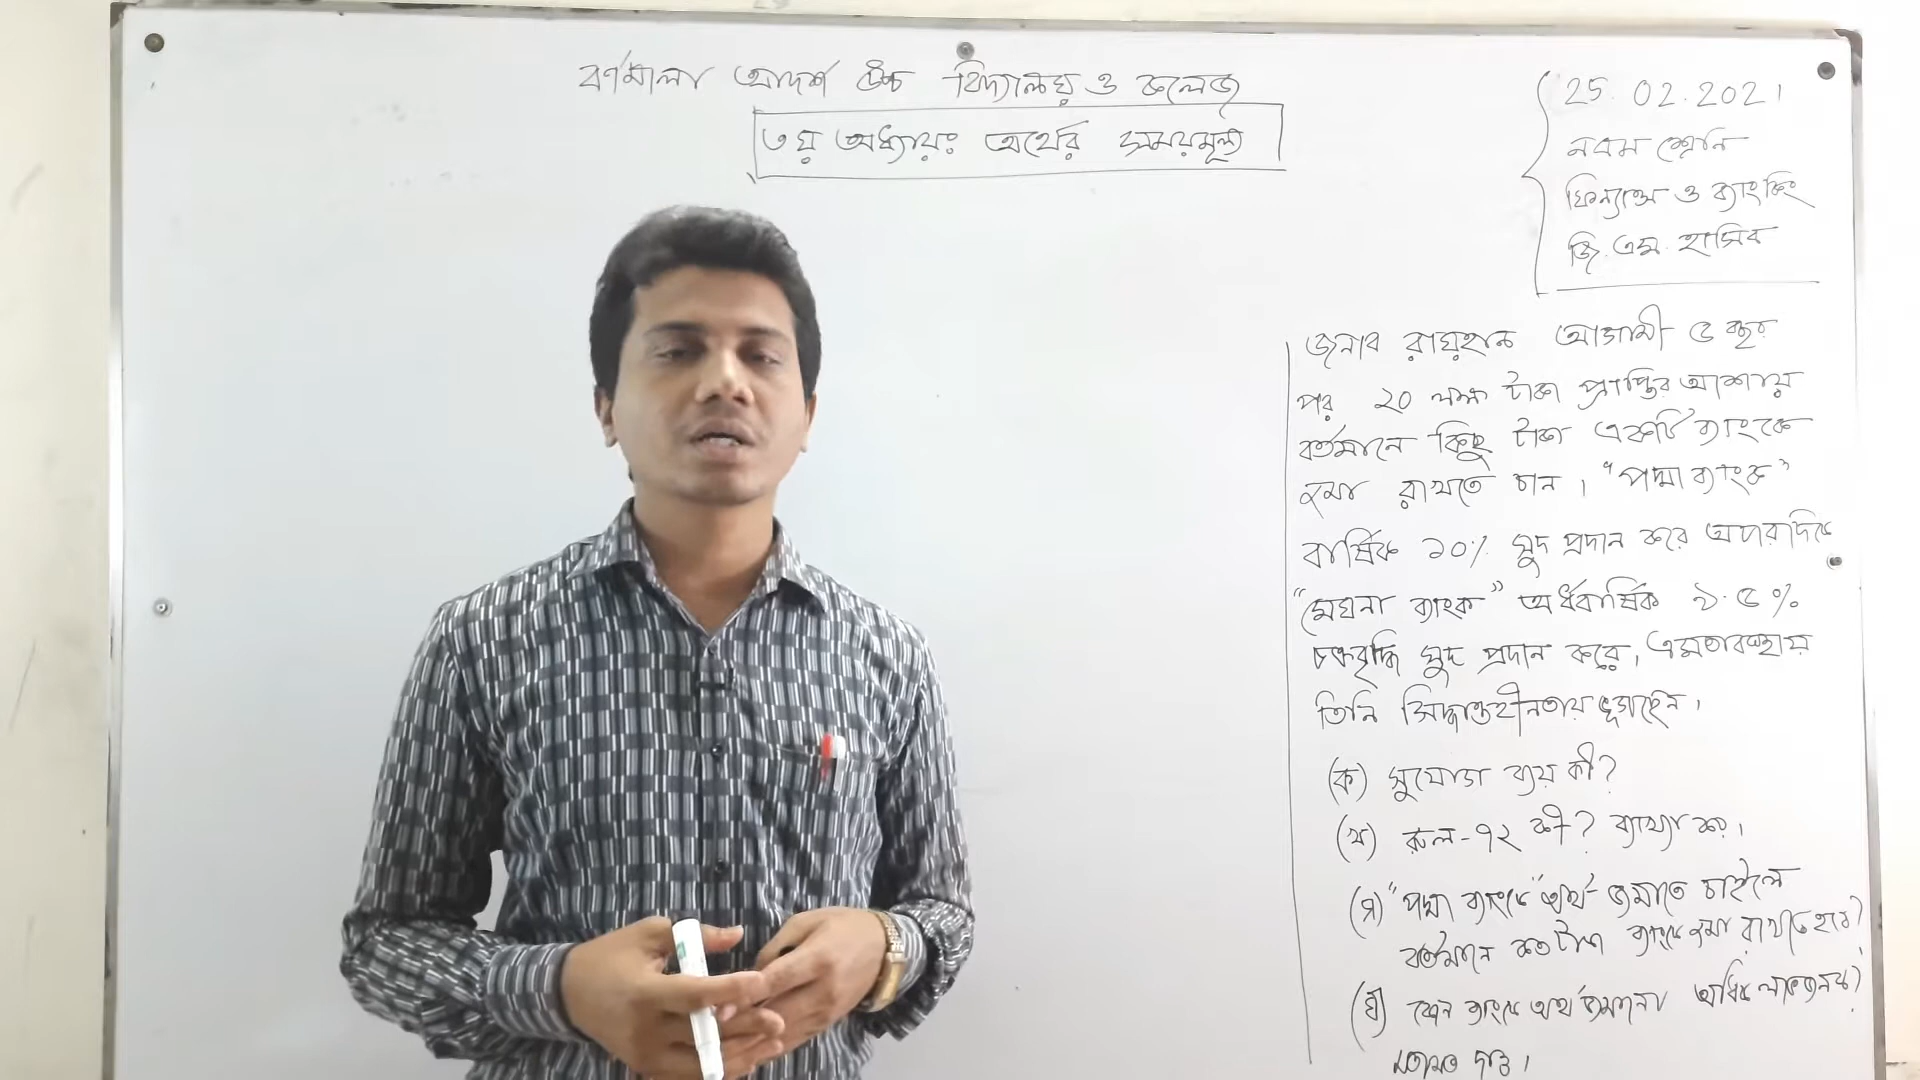 বর্ণমালা আদর্শ উচ্চ বিদ্যালয় ও কলেজ
৩য় অধ্যায়ঃ অর্থের সময়মূল্য
25.02.2021
নবম শ্রেনি
ফিন্যান্স ও ব্যাংকিং
জি.এম. হাসিব
জনাব রায়হান আগামী ৫ বছর
পর ২০ লক্ষ টাকা প্রাপ্তির আশায়
বর্তমানে কিছু টাকা একটি ব্যাংকে
জমা রাখতে চান। "পদ্মা ব্যাংক"
বার্ষিক ১০% সুদ প্রদান করে অপরদিকে
"মেঘনা ব্যাংক" অর্ধবার্ষিক ৯.৫%
চক্রবৃদ্ধি সুদ প্রদান করে, এমতাবস্থায়
তিনি সিদ্ধান্তহীনতায় ভুগছেন।
(ক) সুযোগ ব্যয় কী?
(খ) রুল-৭২ কী? ব্যাখ্যা কর।
(গ) "পদ্মা ব্যাংকে" অর্থ জমাতে চাইলে
বর্তমানে কত টাকা ব্যাংকে জমা রাখতে হবে?
(ঘ) কোন ব্যাংকে অর্থ জমানো অধিক লাভজনক?
মতামত দাও।